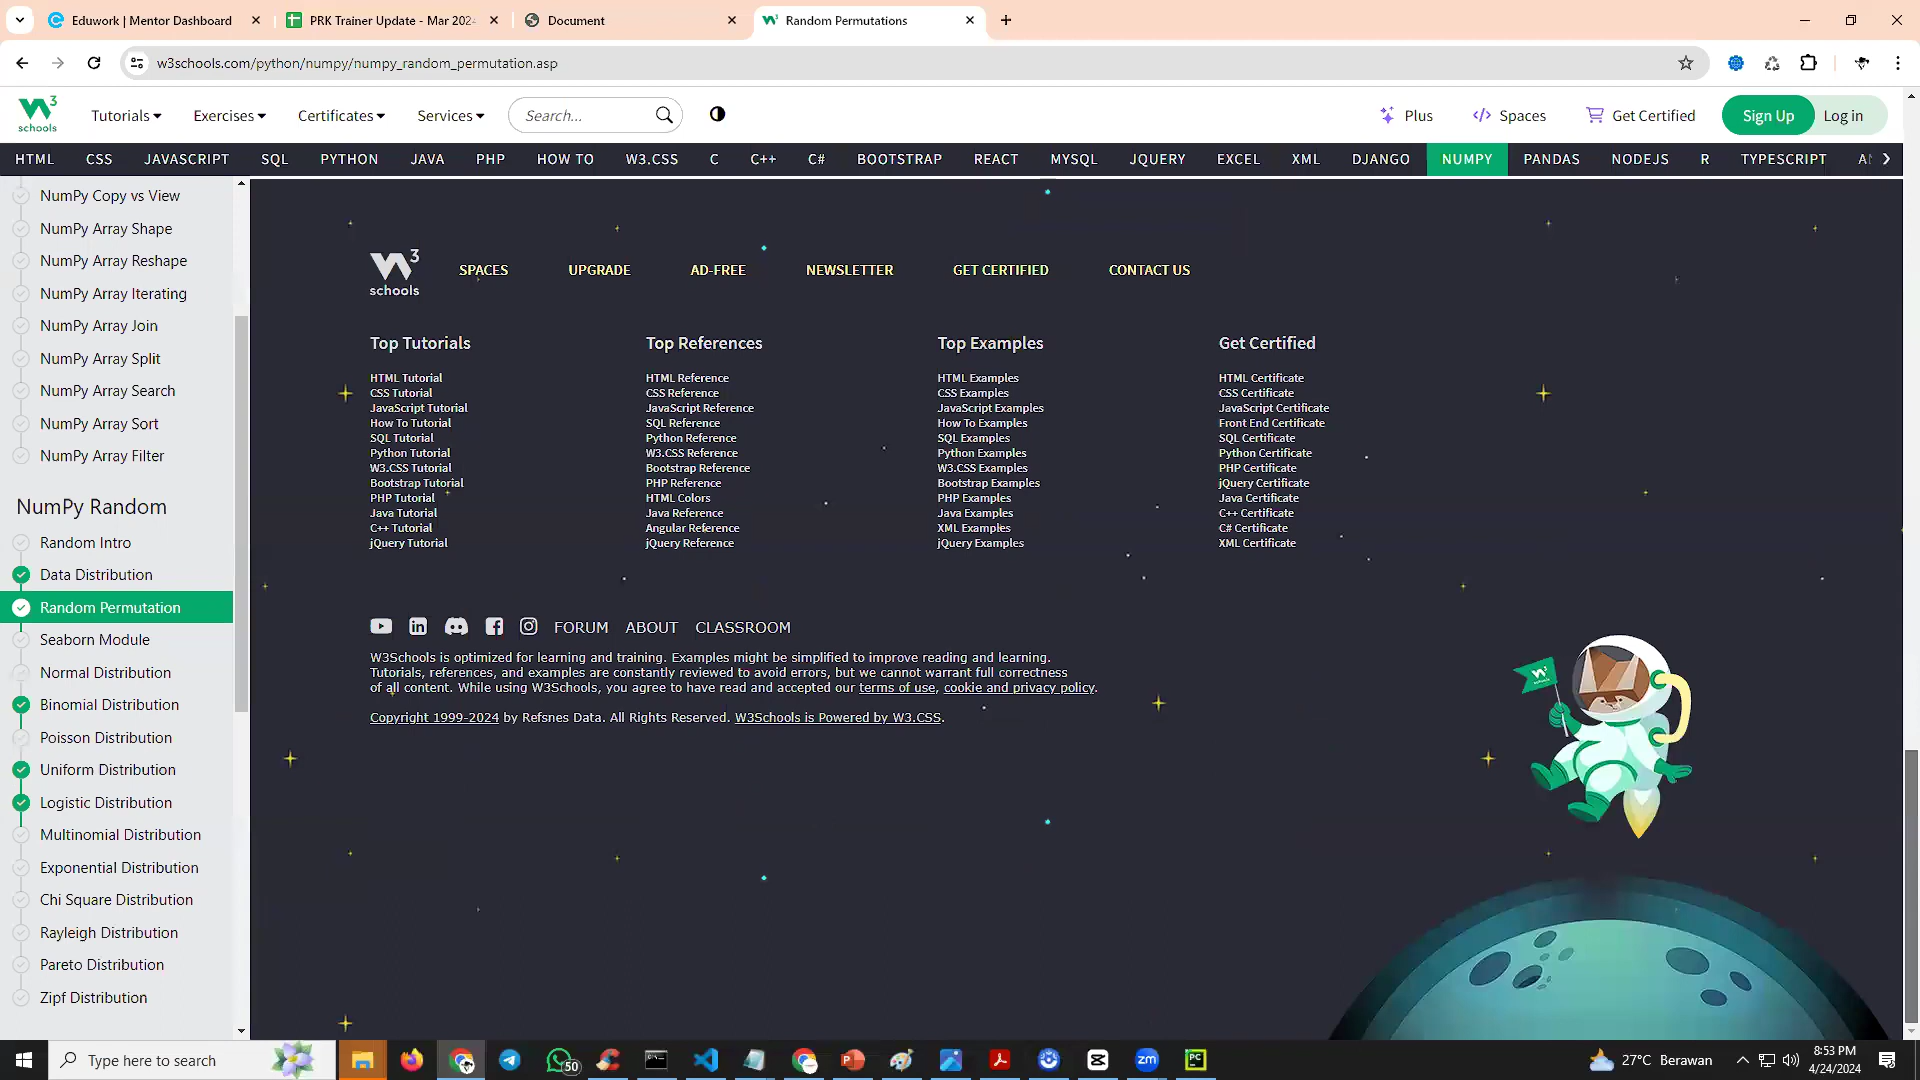 Eduwork | Mentor Dashboard
PRK Trainer Update - Mar 2024
Document
Random Permutations
w3schools.com/python/numpy/numpy_random_permutation.asp
W3 schools
Tutorials
Exercises
Certificates
Services
Search...
Plus
Spaces
Get Certified
Sign Up
Log in
HTML CSS JAVASCRIPT SQL PYTHON JAVA PHP HOW TO W3.CSS C C++ C# BOOTSTRAP REACT MYSQL JQUERY EXCEL XML DJANGO NUMPY PANDAS NODEJS R TYPESCRIPT
NumPy Copy vs View
NumPy Array Shape
NumPy Array Reshape
NumPy Array Iterating
NumPy Array Join
NumPy Array Split
NumPy Array Search
NumPy Array Sort
NumPy Array Filter
NumPy Random
Random Intro
Data Distribution
Random Permutation
Seaborn Module
Normal Distribution
Binomial Distribution
Poisson Distribution
Uniform Distribution
Logistic Distribution
Multinomial Distribution
Exponential Distribution
Chi Square Distribution
Rayleigh Distribution
Pareto Distribution
Zipf Distribution
W3 schools
SPACES
UPGRADE
AD-FREE
NEWSLETTER
GET CERTIFIED
CONTACT US
Top Tutorials
HTML Tutorial
CSS Tutorial
JavaScript Tutorial
How To Tutorial
SQL Tutorial
Python Tutorial
W3.CSS Tutorial
Bootstrap Tutorial
PHP Tutorial
Java Tutorial
C++ Tutorial
jQuery Tutorial
Top References
HTML Reference
CSS Reference
JavaScript Reference
SQL Reference
Python Reference
W3.CSS Reference
Bootstrap Reference
PHP Reference
HTML Colors
Java Reference
Angular Reference
jQuery Reference
Top Examples
HTML Examples
CSS Examples
JavaScript Examples
How To Examples
SQL Examples
Python Examples
W3.CSS Examples
Bootstrap Examples
PHP Examples
Java Examples
XML Examples
jQuery Examples
Get Certified
HTML Certificate
CSS Certificate
JavaScript Certificate
Front End Certificate
SQL Certificate
Python Certificate
PHP Certificate
jQuery Certificate
Java Certificate
C++ Certificate
C# Certificate
XML Certificate
FORUM ABOUT CLASSROOM
W3Schools is optimized for learning and training. Examples might be simplified to improve reading and learning.
Tutorials, references, and examples are constantly reviewed to avoid errors, but we cannot warrant full correctness
of all content. While using W3Schools, you agree to have read and accepted our terms of use, cookie and privacy policy.
Copyright 1999-2024 by Refsnes Data. All Rights Reserved. W3Schools is Powered by W3.CSS.
Type here to search
50
zm
PC
27°C Berawan
8:53 PM
4/24/2024